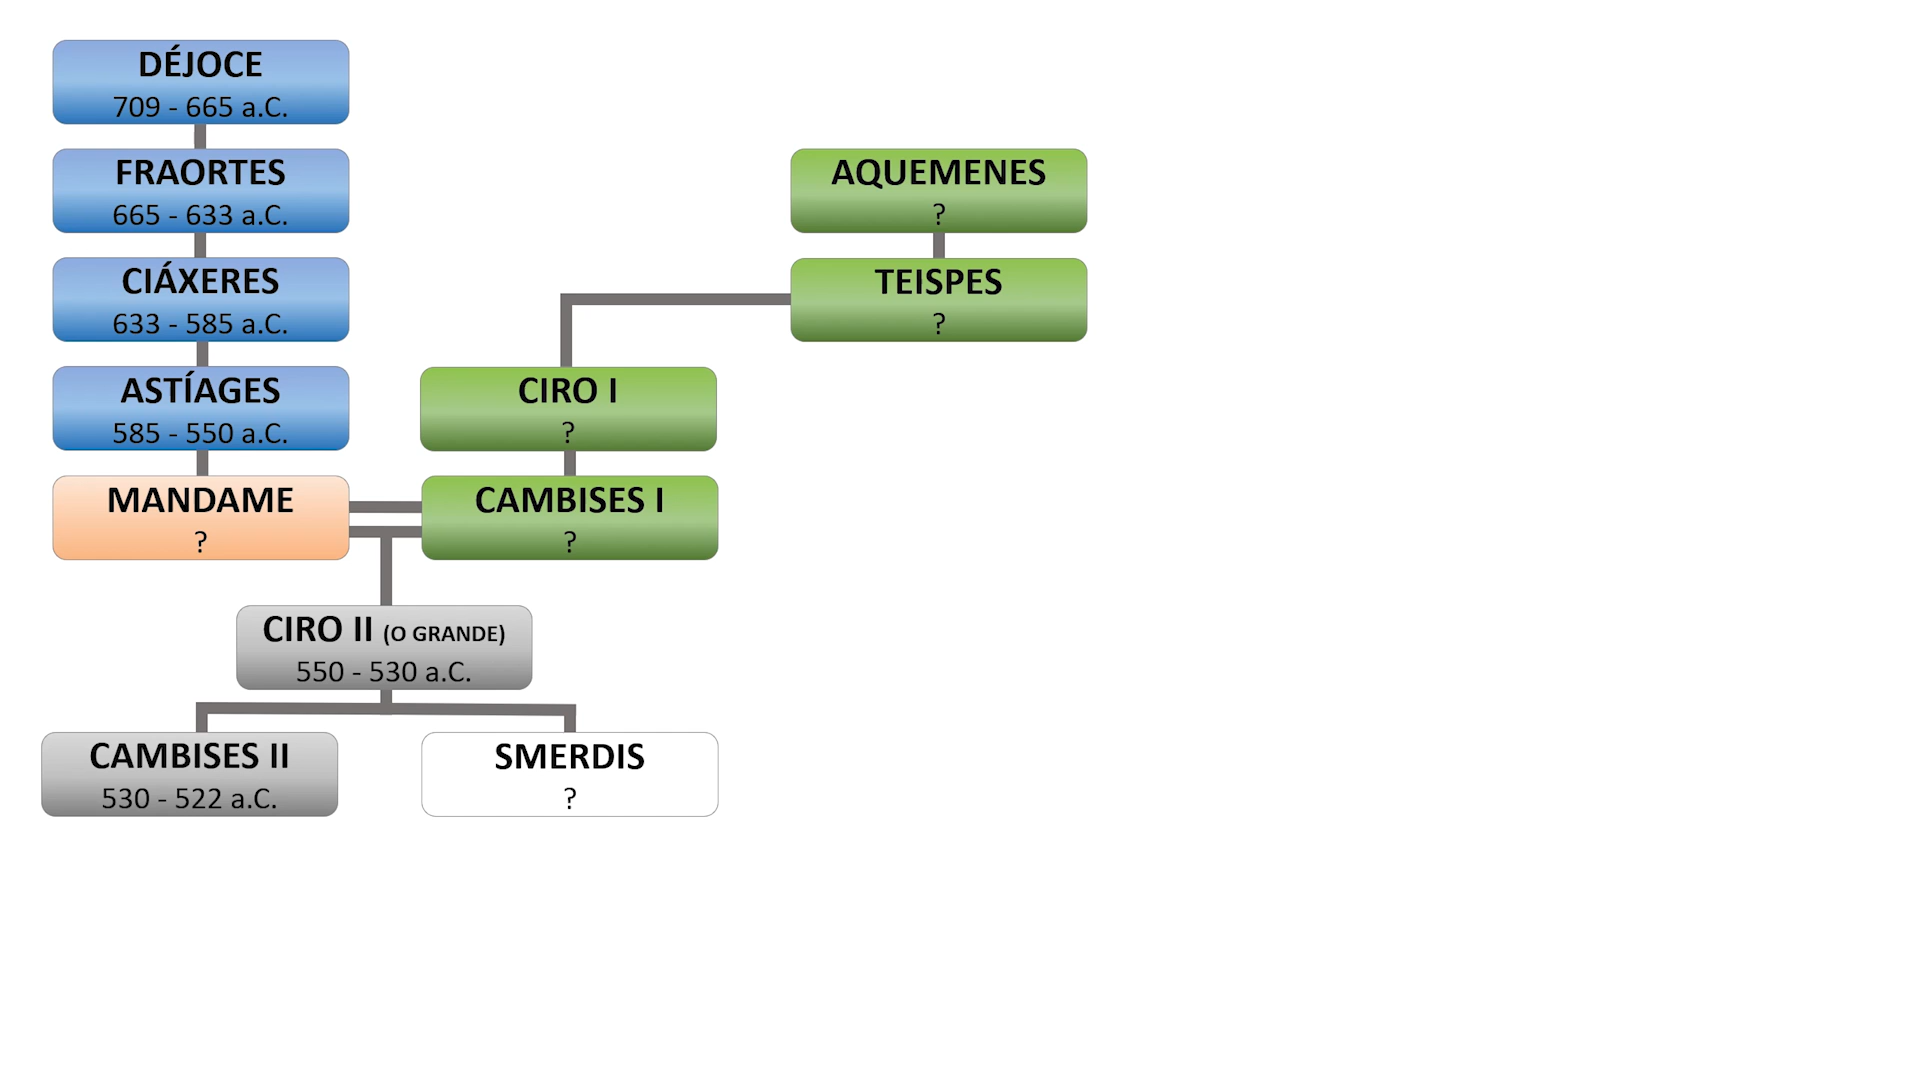 DÉJOCE
709 - 665 a.C.
FRAORTES
665 - 633 a.C.
AQUEMENES
?
CIÁXERES
633 - 585 a.C.
TEISPES
?
ASTÍAGES
585 - 550 a.C.
CIRO I
?
MANDAME
?
CAMBISES I
?
CIRO II (O GRANDE)
550 - 530 a.C.
CAMBISES II
530 - 522 a.C.
SMERDIS
?